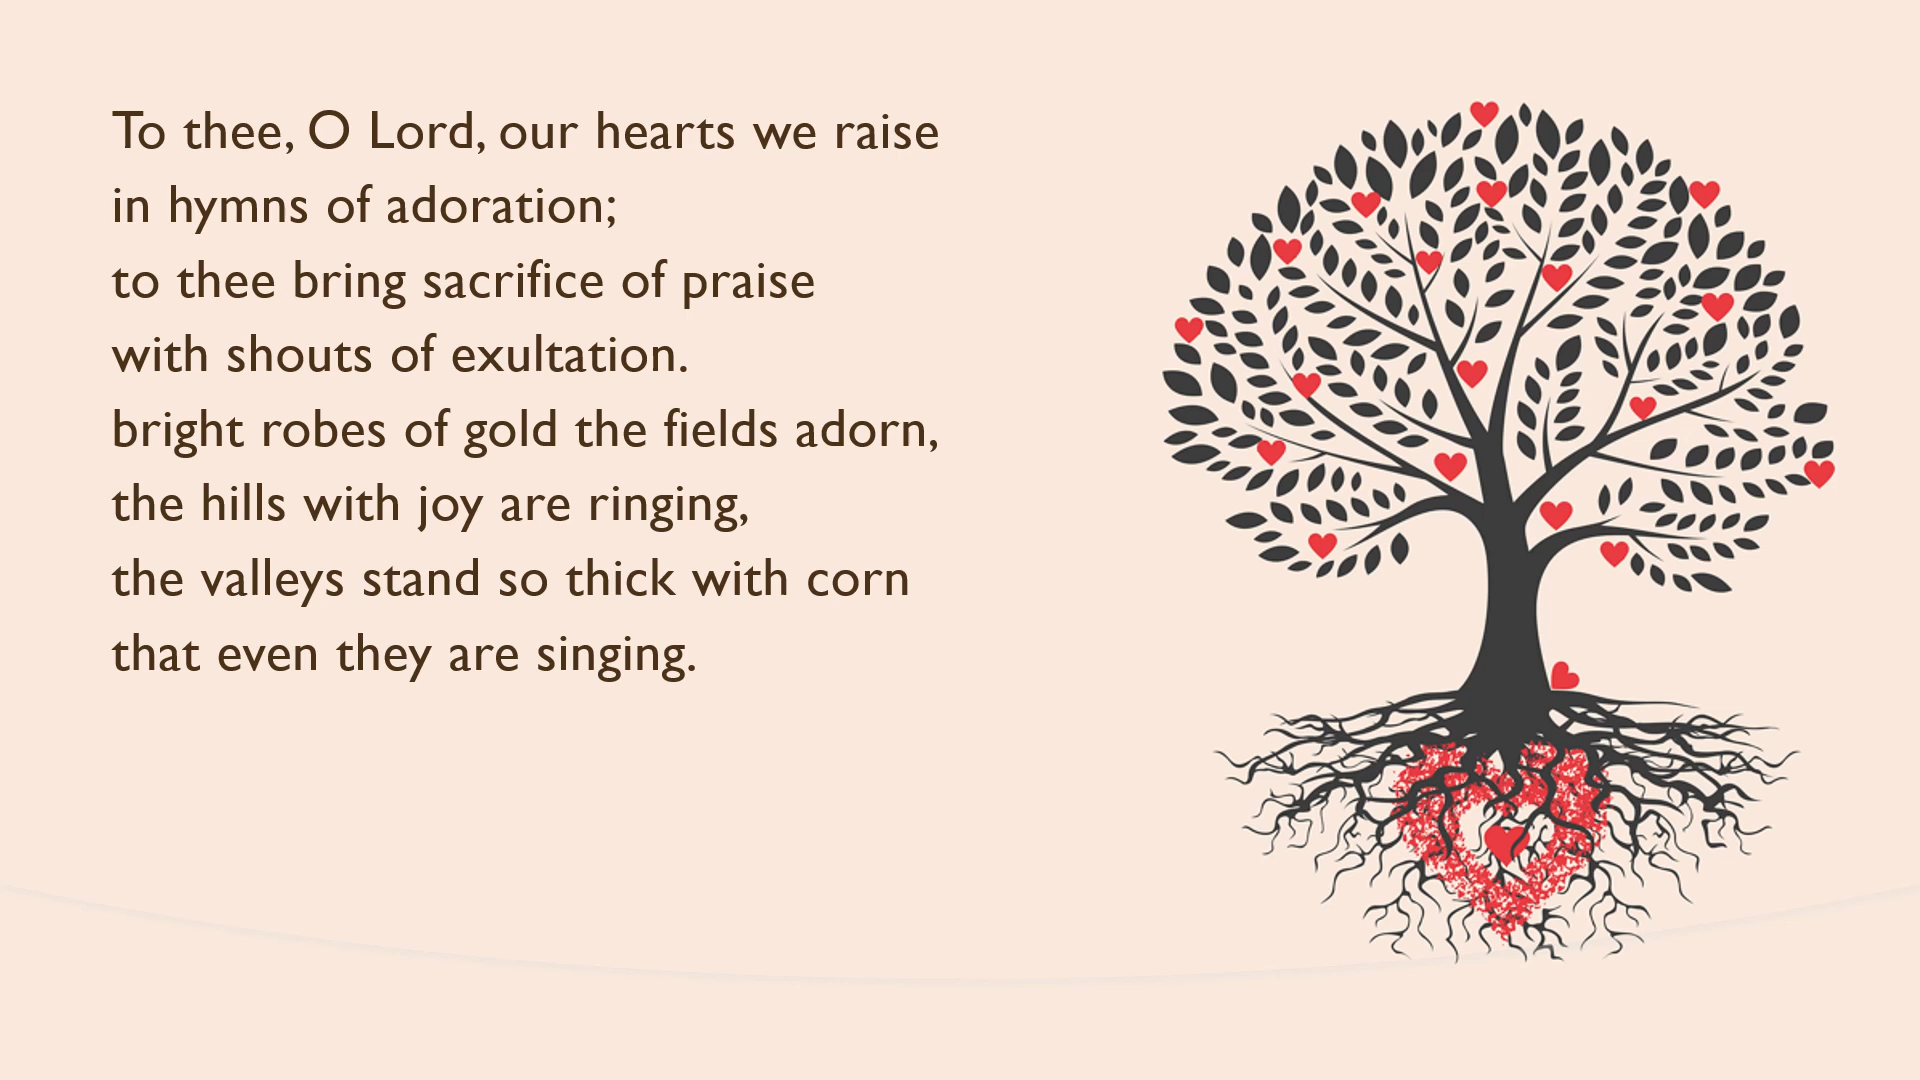 To thee, O Lord, our hearts we raise
in hymns of adoration;
to thee bring sacrifice of praise
with shouts of exultation.
bright robes of gold the fields adorn,
the hills with joy are ringing,
the valleys stand so thick with corn
that even they are singing.